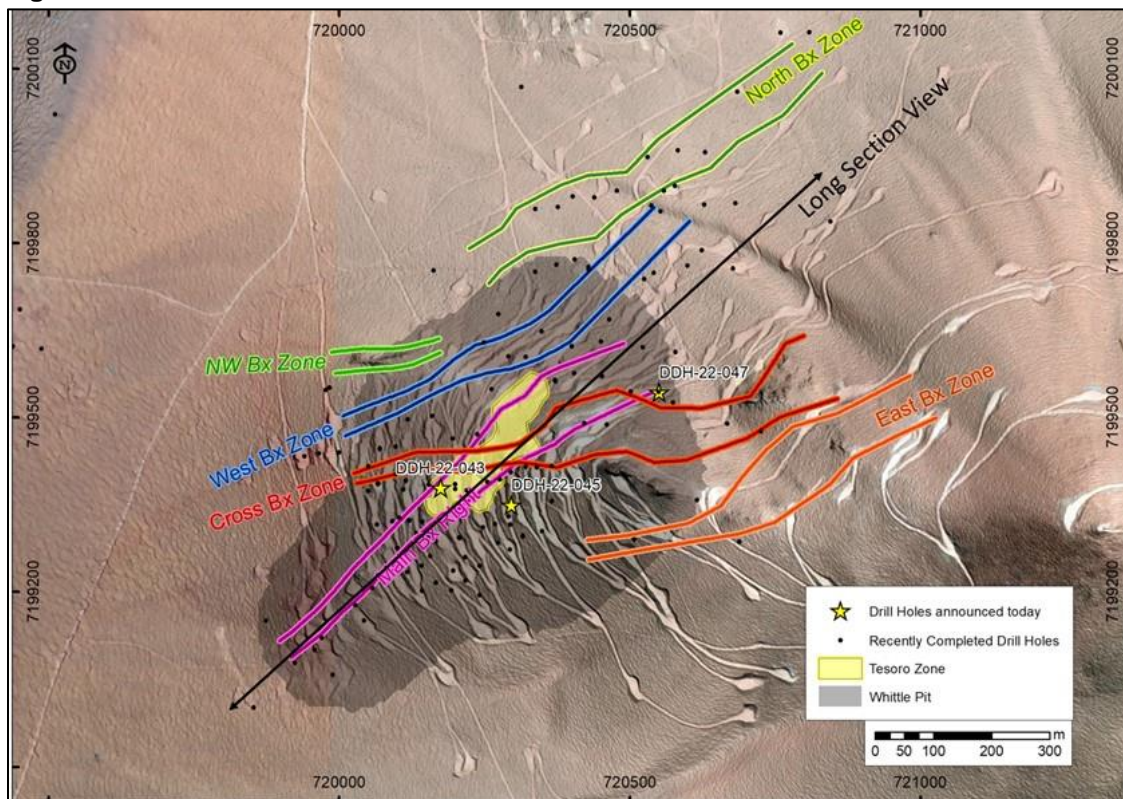 720000
720500
721000
7200100
7200100
N
North Bx Zone
Long Section View
7199800
7199800
NW Bx Zone
DDH-22-047
7199500
7199500
West Bx Zone
East Bx Zone
DDH-22-043
DDH-22-045
Cross Bx Zone
Main Bx Right
7199200
7199200
Drill Holes announced today
Recently Completed Drill Holes
Tesoro Zone
Whittle Pit
m
0 50 100 200 300
720000
720500
721000